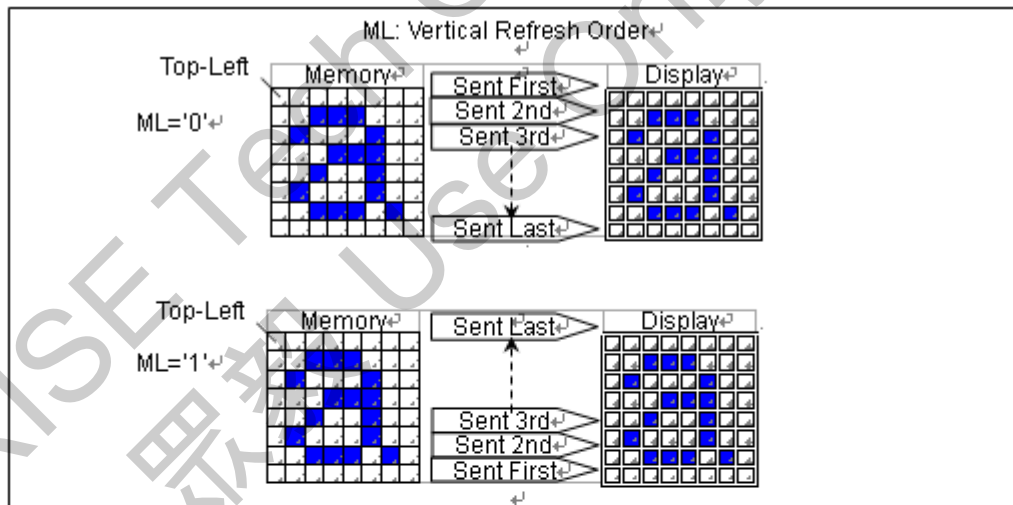 ML: Vertical Refresh Order
Top-Left
Memory
Sent First
Display
Sent 2nd
ML='0'
Sent 3rd
Sent Last
Top-Left
Memory
Sent Last
Display
ML='1'
Sent 3rd
Sent 2nd
Sent First